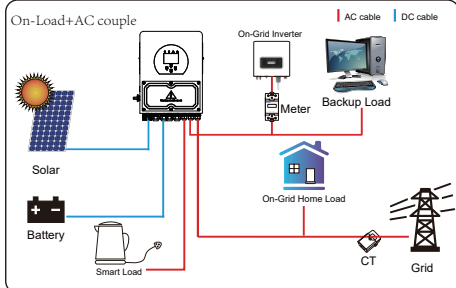 On-Load+AC couple
AC cable
DC cable
On-Grid Inverter
Meter
Backup Load
Solar
On-Grid Home Load
Battery
Smart Load
CT
Grid